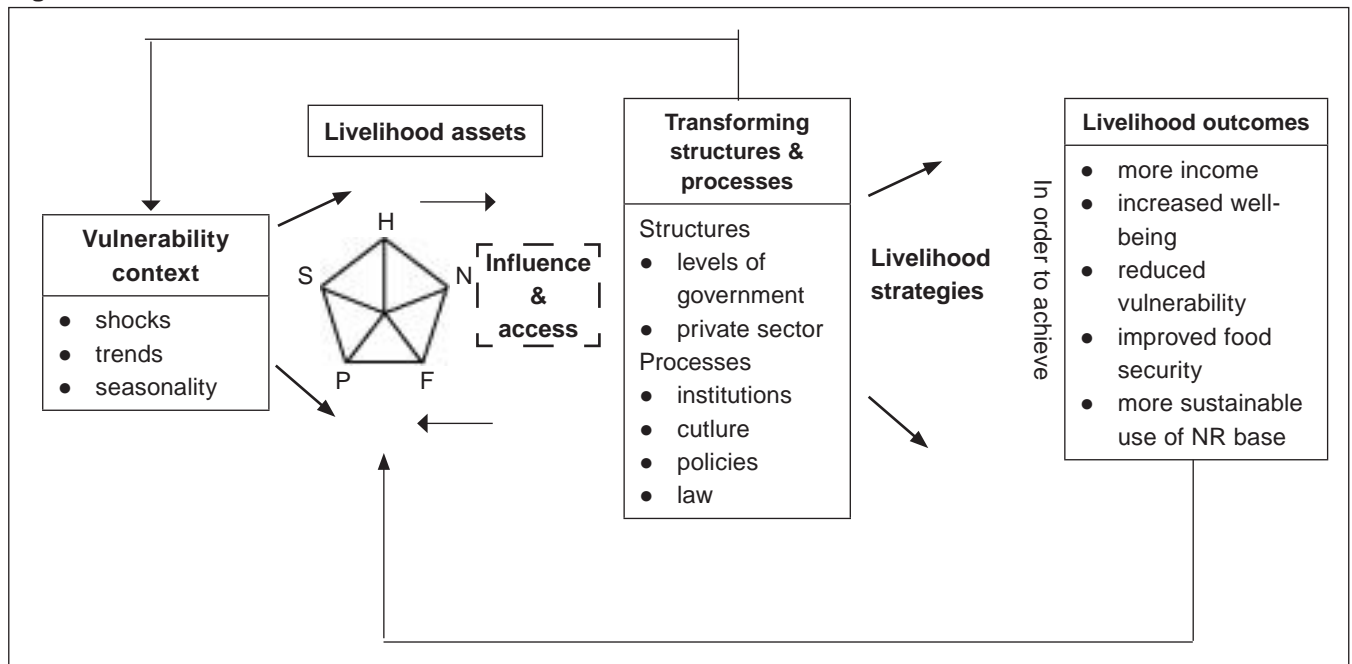 Livelihood assets
Vulnerability
context
● shocks
● trends
● seasonality
H
S
N
P
F
Influence
&
access
Transforming
structures &
processes
Structures
● levels of
government
● private sector
Processes
● institutions
● cutlure
● policies
● law
Livelihood
strategies
In order to achieve
Livelihood outcomes
● more income
● increased well-
being
● reduced
vulnerability
● improved food
security
● more sustainable
use of NR base